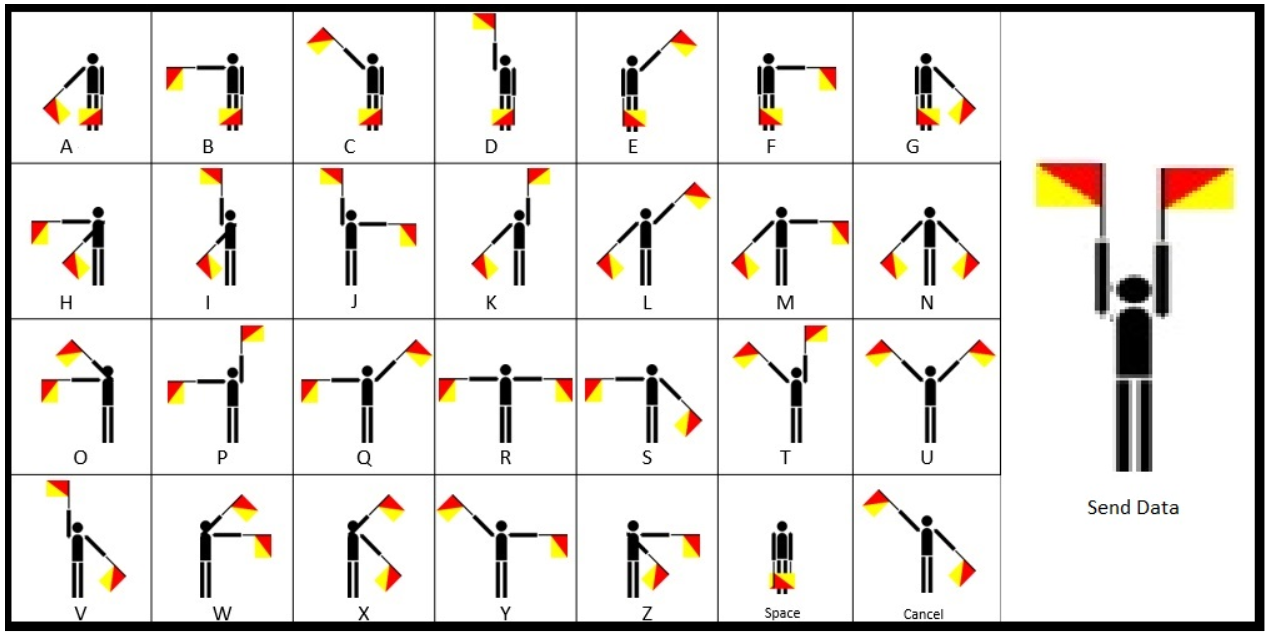 A B C D E F G
H I J K L M N
O P Q R S T U
V W X Y Z Space Cancel
Send Data